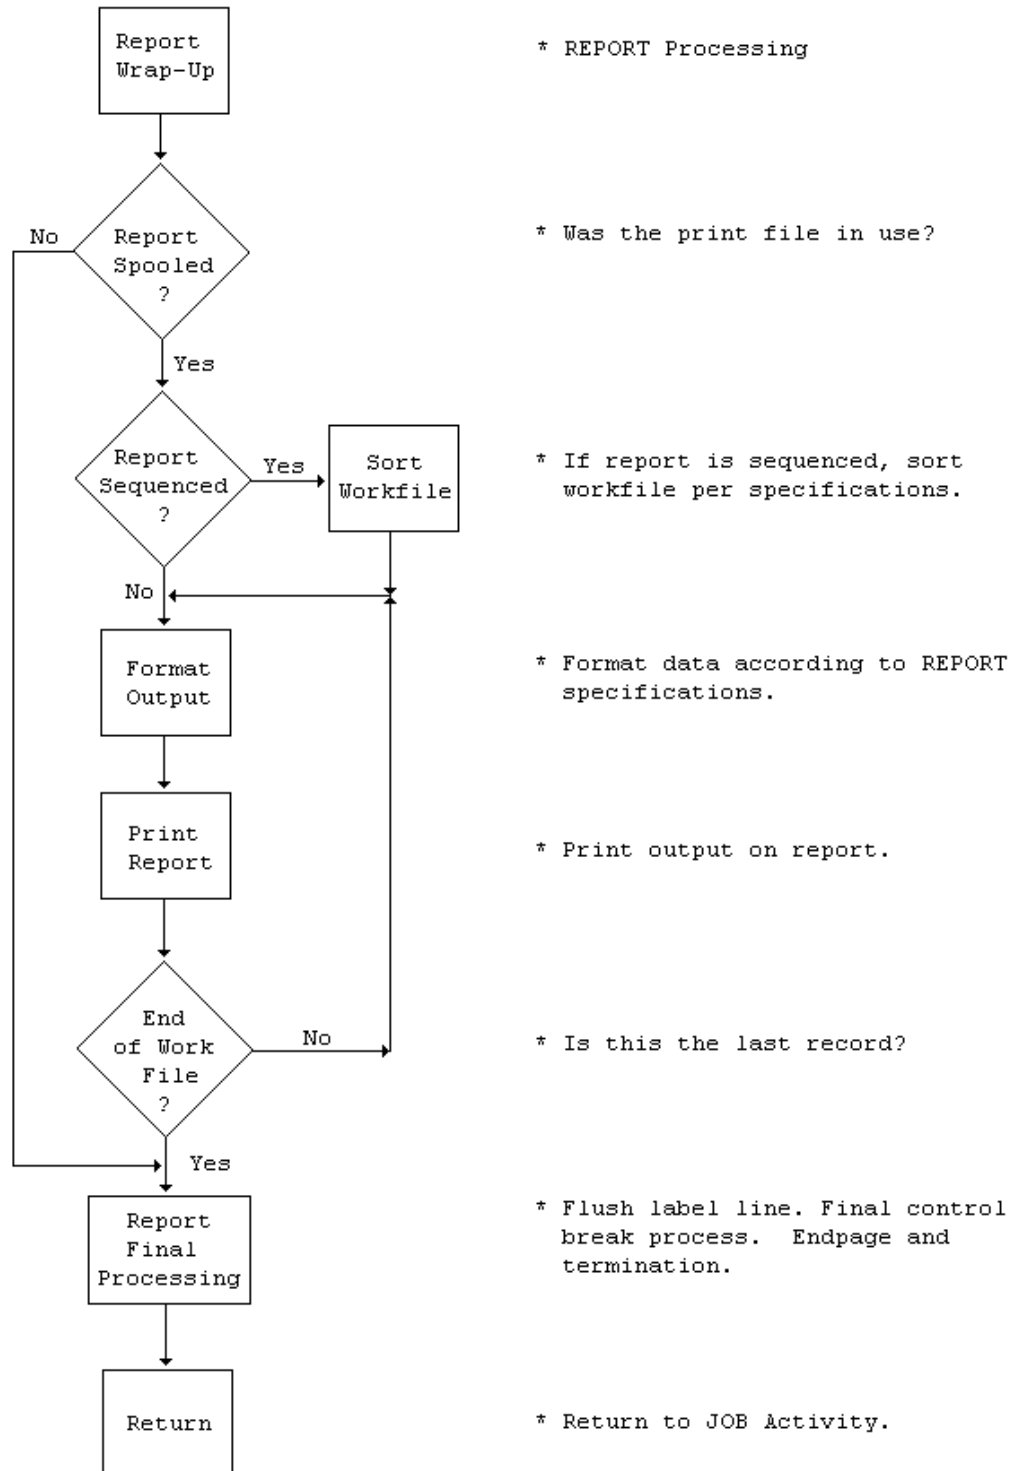 Report
Wrap-Up
* REPORT Processing
No
Report
Spooled
?
* Was the print file in use?
Yes
Report
Sequenced
?
Yes
Sort
Workfile
* If report is sequenced, sort
workfile per specifications.
No
Format
Output
* Format data according to REPORT
specifications.
Print
Report
* Print output on report.
End
of Work
File
?
No
* Is this the last record?
Yes
Report
Final
Processing
* Flush label line. Final control
break process.  Endpage and
termination.
Return
* Return to JOB Activity.